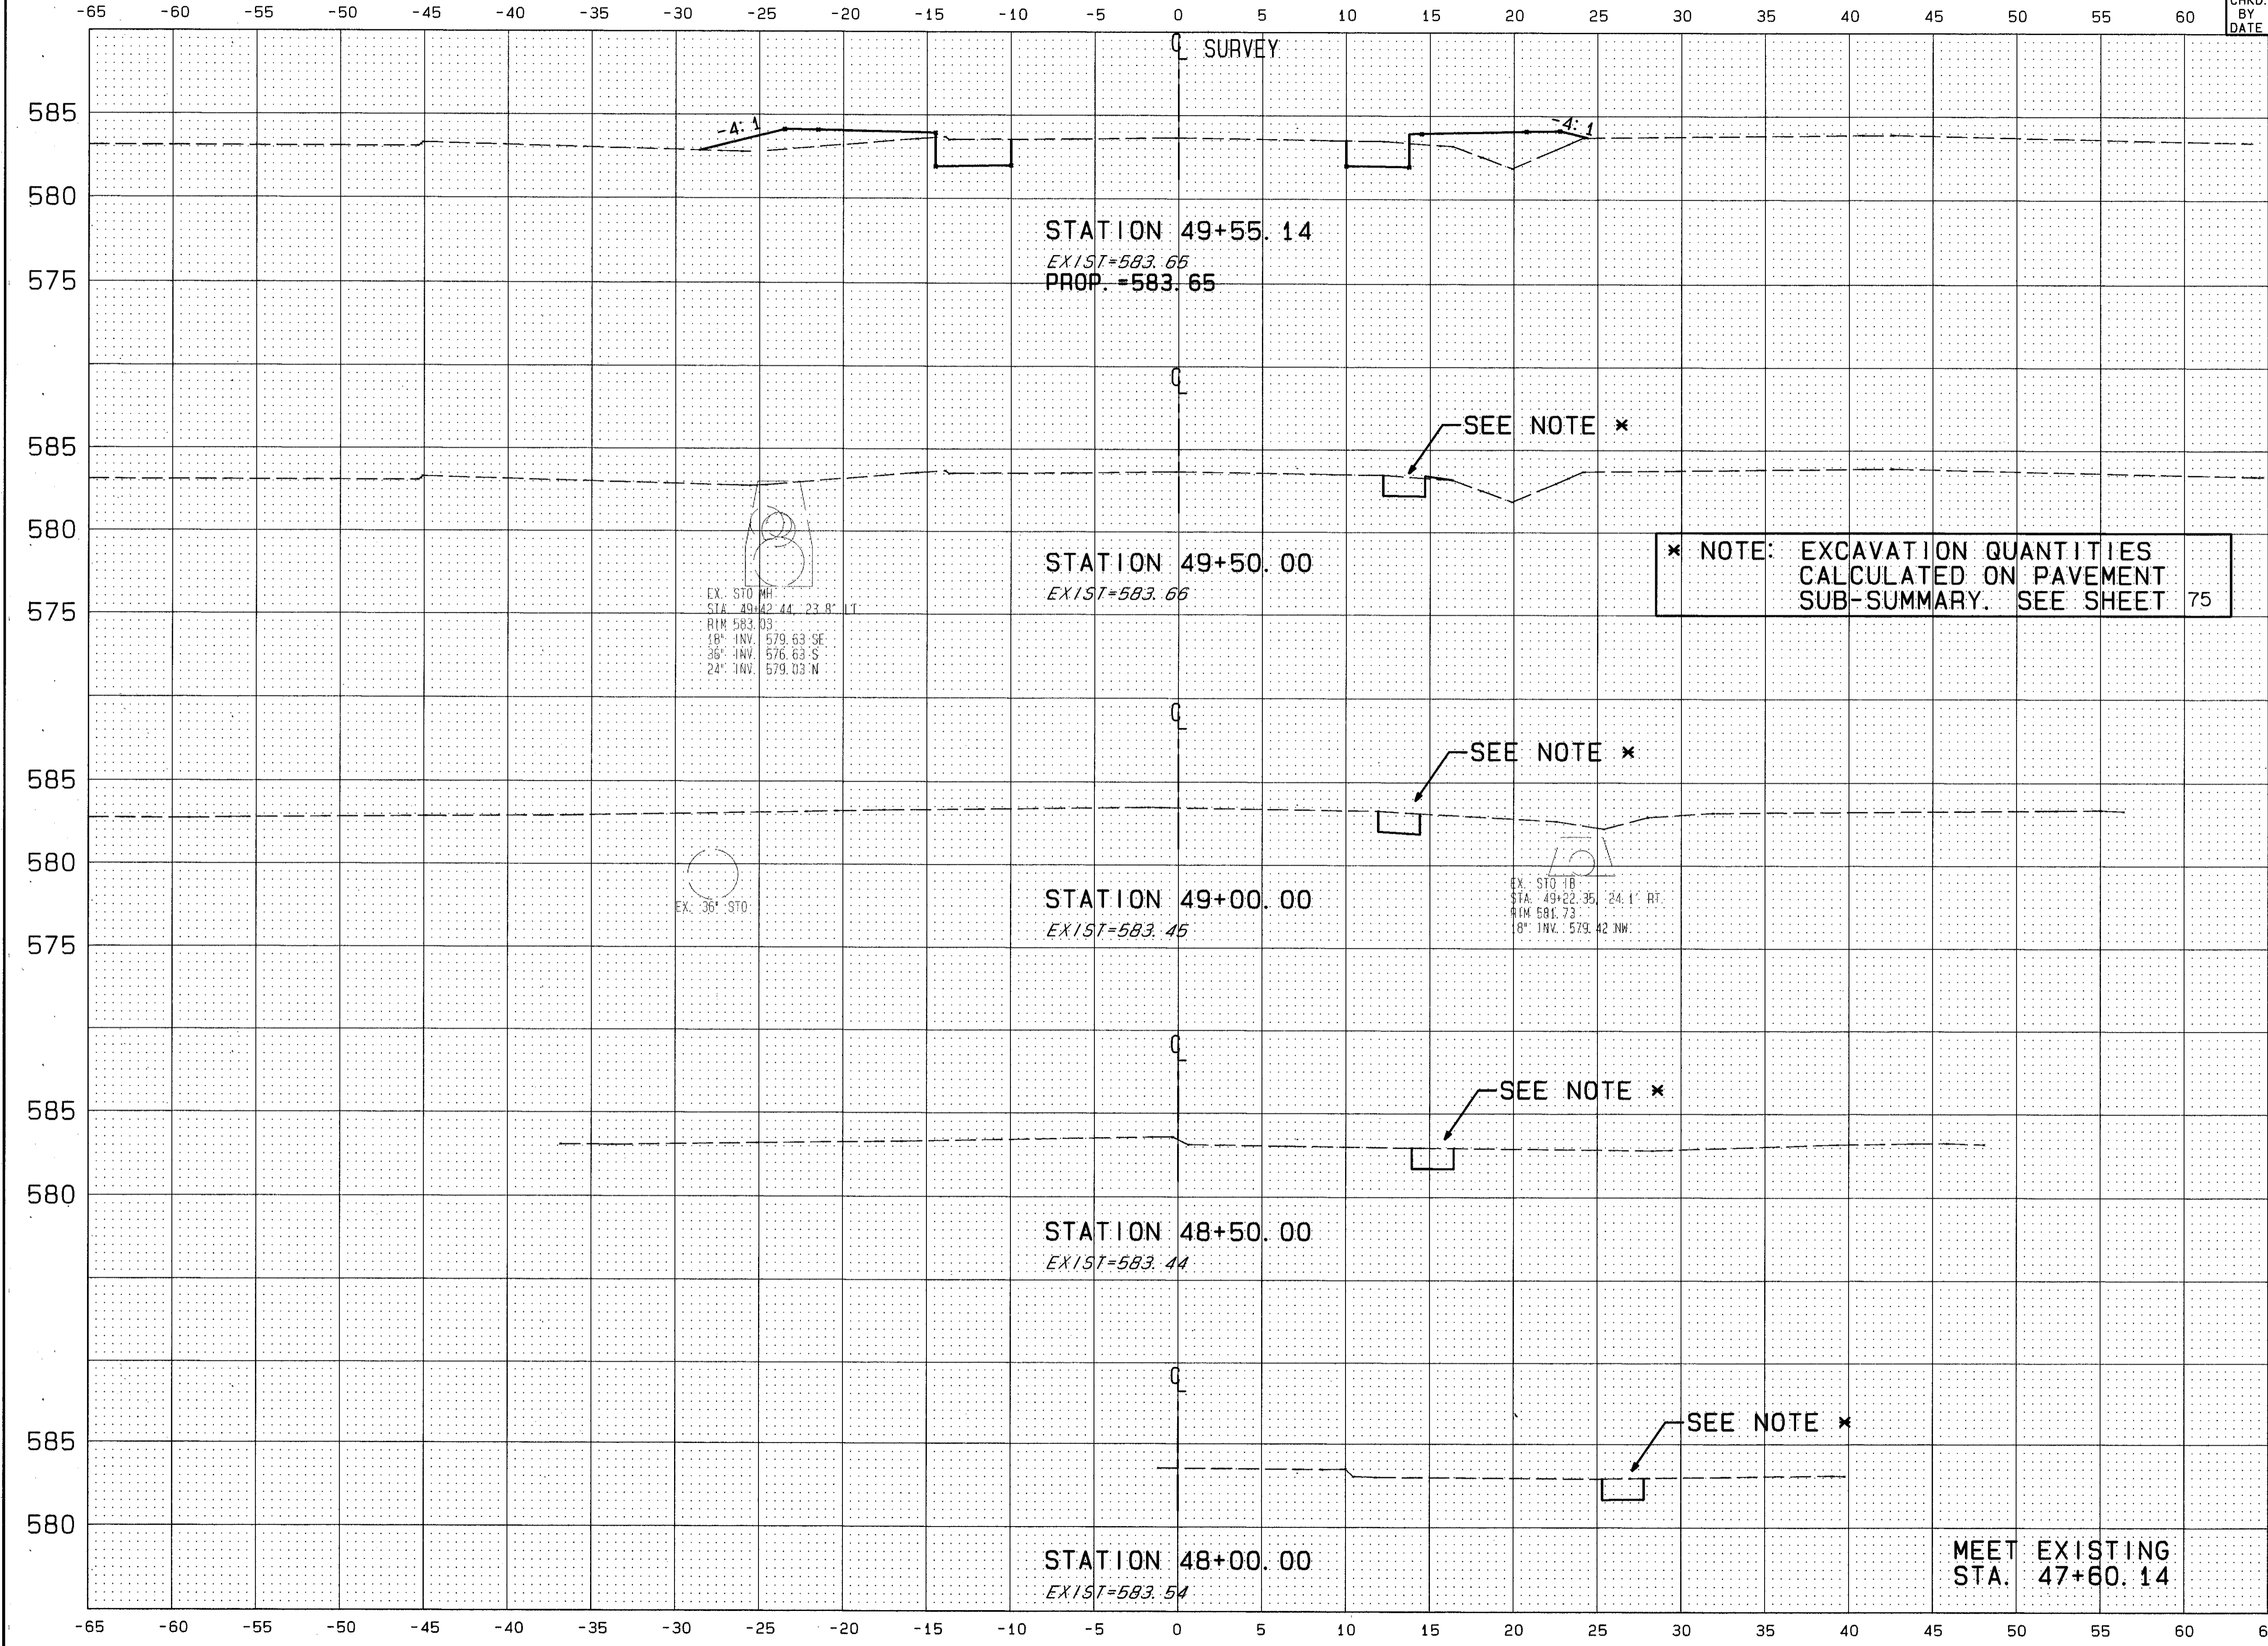 -65 -60 -55 -50 -45 -40 -35 -30 -25 -20 -15 -10 -5 0 5 10 15 20 25 30 35 40 45 50 55 60
CHKD.
BY
DATE
SURVEY
585
-4:1
-4:1
580
STATION 49+55.14
EXIST=583.65
575
PROP.=583.65
585
SEE NOTE *
580
STATION 49+50.00
EXIST=583.66
* NOTE: EXCAVATION QUANTITIES
CALCULATED ON PAVEMENT
SUB-SUMMARY. SEE SHEET 75
575
EX. STO MH
STA. 49+42.44, 23.8' LT
RIM 583.03
18" INV. 579.63 SE
36" INV. 576.63 S
24" INV. 579.03 N
585
SEE NOTE *
580
EX. 36" STO
STATION 49+00.00
EXIST=583.45
EX. STO IB
STA. 49+22.35, 24.1' RT.
RIM 581.73
18" INV. 579.42 NW
575
585
SEE NOTE *
580
STATION 48+50.00
EXIST=583.44
585
SEE NOTE *
580
STATION 48+00.00
EXIST=583.54
MEET EXISTING
STA. 47+60.14
-65 -60 -55 -50 -45 -40 -35 -30 -25 -20 -15 -10 -5 0 5 10 15 20 25 30 35 40 45 50 55 60